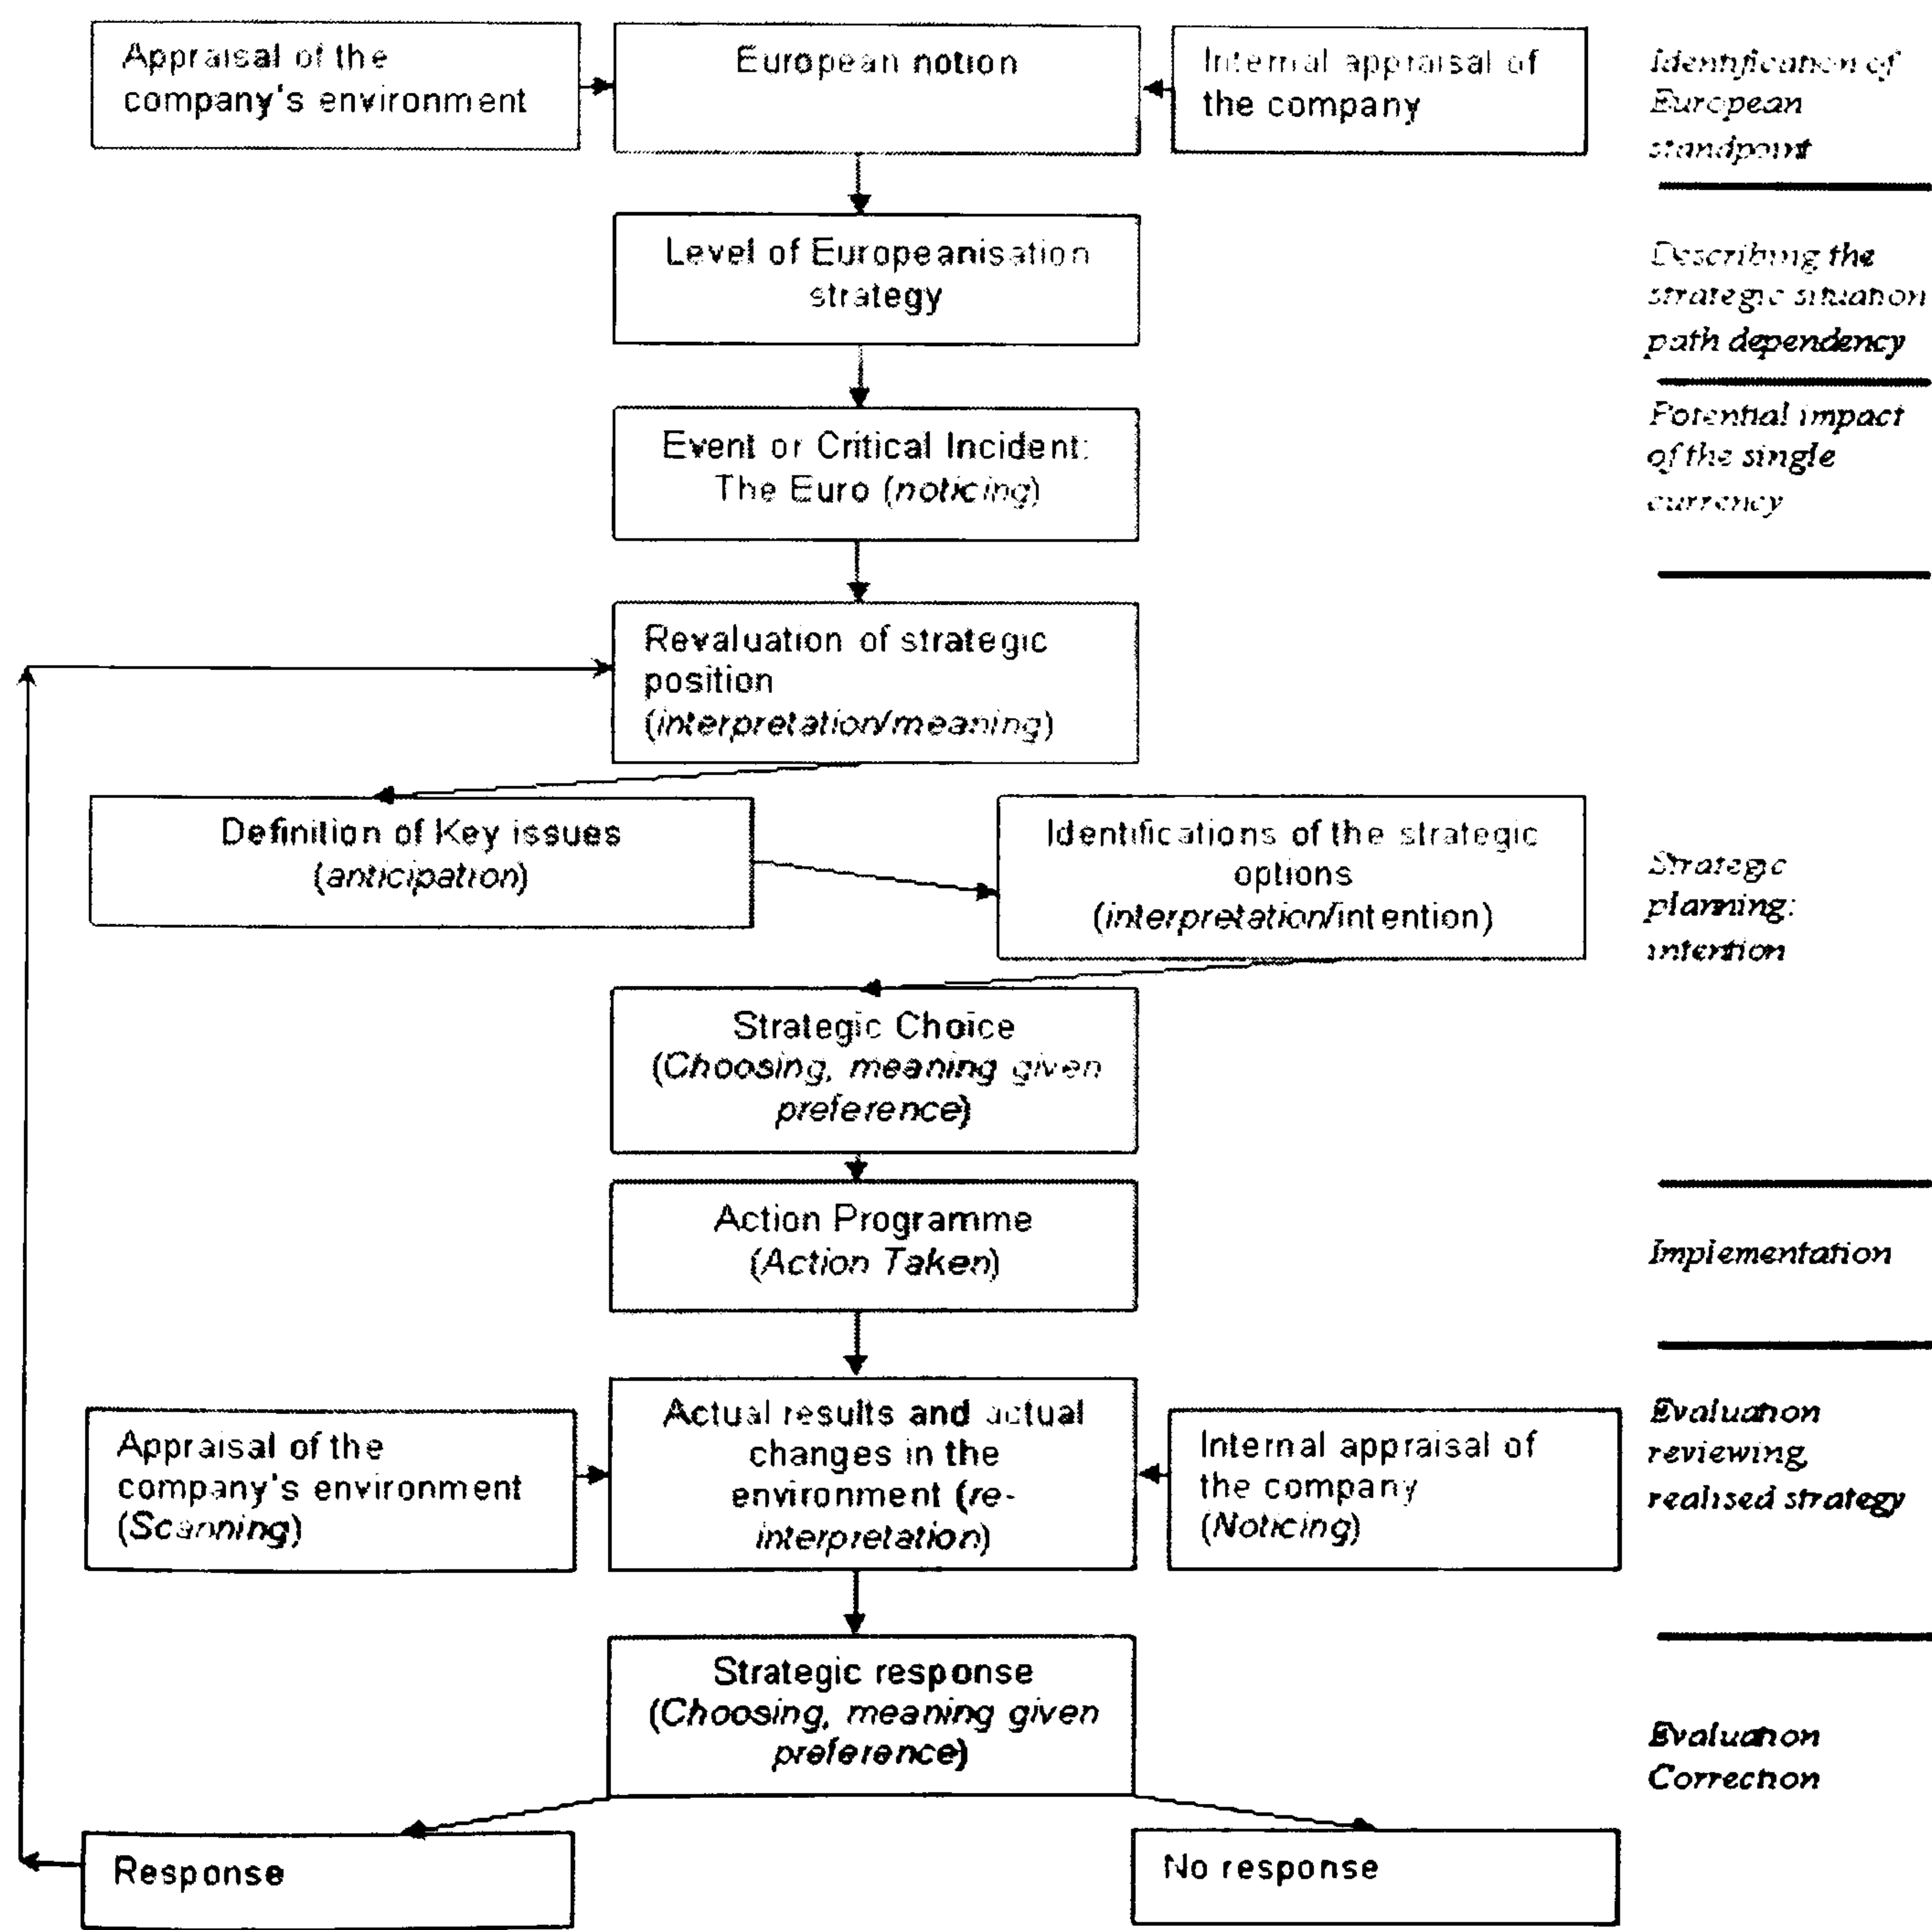 Appraisal of the
company's environment
European notion
Internal appraisal of
the company
Identification of
European
standpoint
Level of Europeanisation
strategy
Describing the
strategic situation
path dependency
Event or Critical Incident:
The Euro (noticing)
Potential impact
of the single
currency
Revaluation of strategic
position
(interpretation/meaning)
Definition of Key issues
(anticipation)
Identifications of the strategic
options
(interpretation/intention)
Strategic
planning:
intention
Strategic Choice
(Choosing, meaning given
preference)
Action Programme
(Action Taken)
Implementation
Appraisal of the
company's environment
(Scanning)
Actual results and actual
changes in the
environment (re-
interpretation)
Internal appraisal of
the company
(Noticing)
Evaluation
reviewing,
realised strategy
Strategic response
(Choosing, meaning given
preference)
Evaluation
Correction
Response
No response